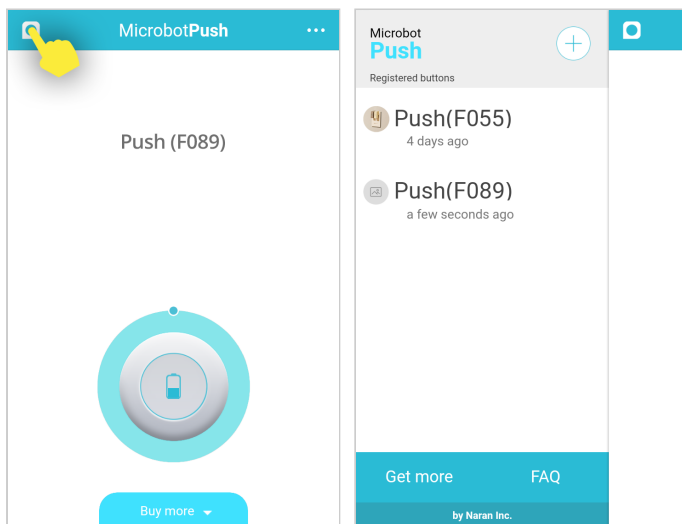 MicrobotPush
Push (F089)
Buy more
Microbot
Push
Registered buttons
Push(F055)
4 days ago
Push(F089)
a few seconds ago
Get more FAQ
by Naran Inc.